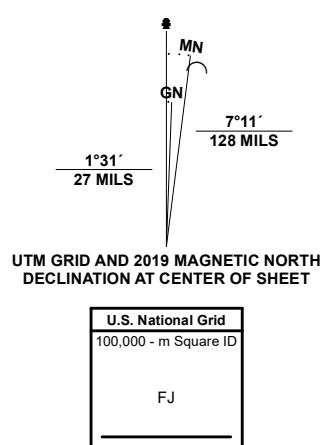 MN
GN
7°11´
128 MILS
1°31´
27 MILS
UTM GRID AND 2019 MAGNETIC NORTH
DECLINATION AT CENTER OF SHEET
U.S. National Grid
100,000 - m Square ID
FJ